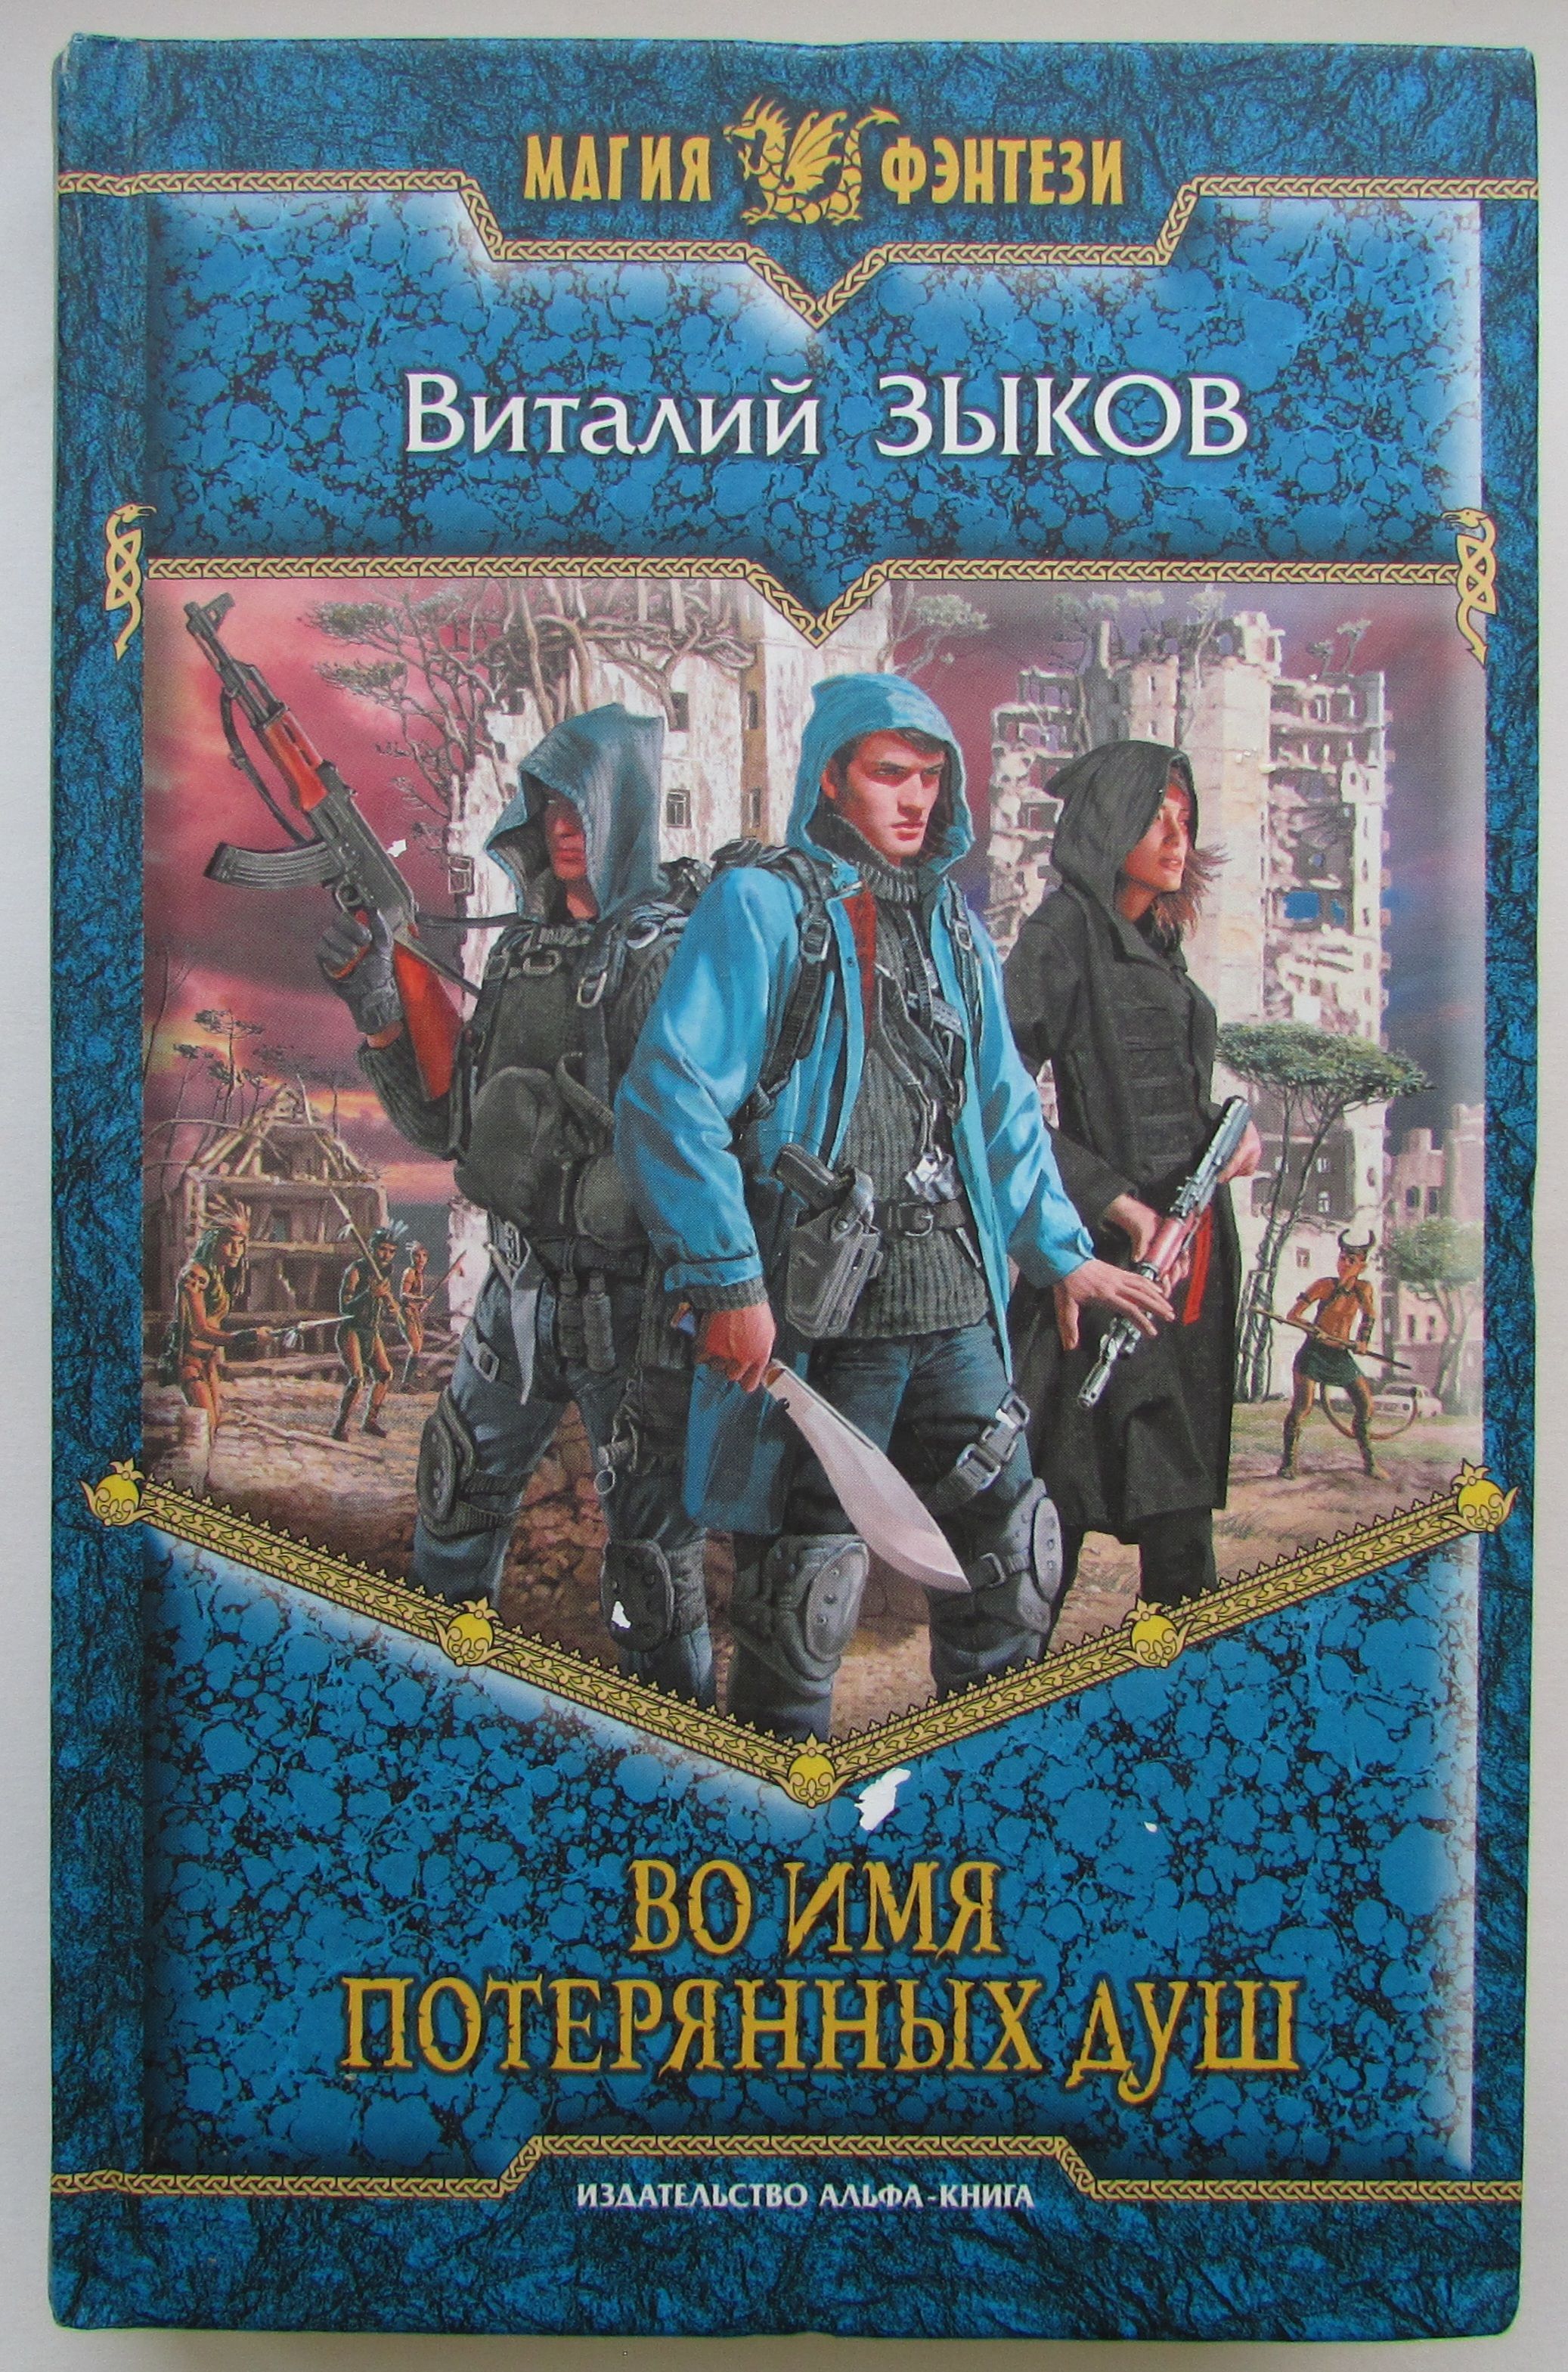 МАГИЯ ФЭНТЕЗИ
Виталий ЗЫКОВ
ВО ИМЯ
ПОТЕРЯННЫХ ДУШ
ИЗДАТЕЛЬСТВО АЛЬФА-КНИГА